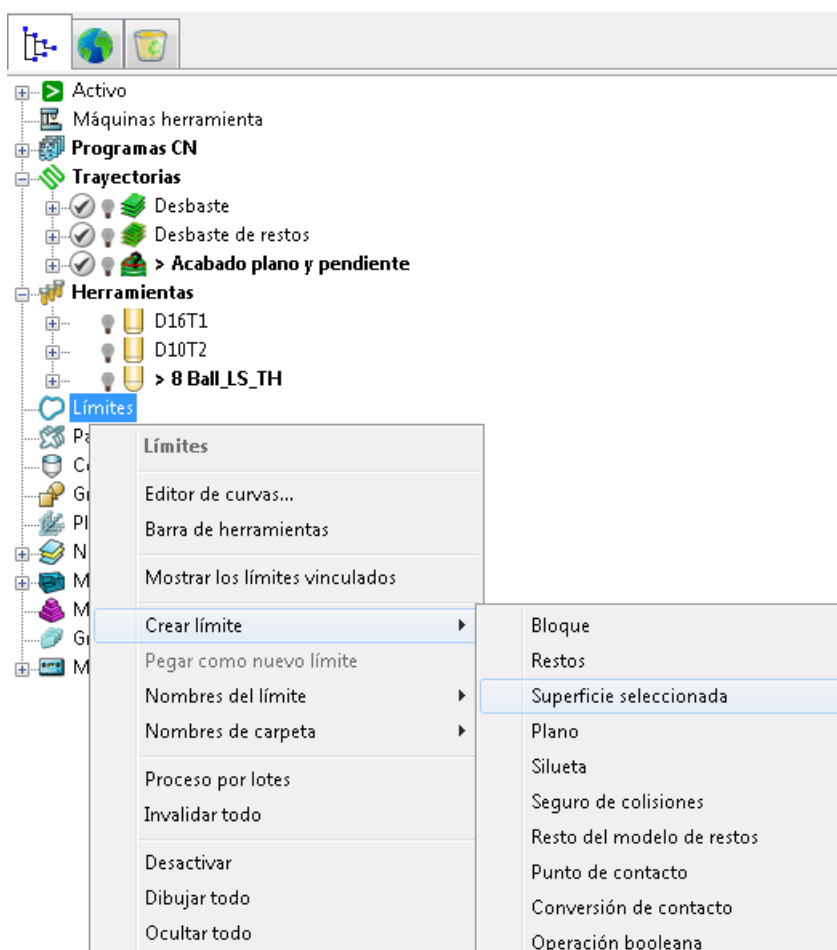 Activo
Máquinas herramienta
Programas CN
Trayectorias
Desbaste
Desbaste de restos
> Acabado plano y pendiente
Herramientas
D16T1
D10T2
> 8 Ball_LS_TH
Límites
Límites
Editor de curvas...
Barra de herramientas
Mostrar los límites vinculados
Crear límite
Pegar como nuevo límite
Nombres del límite
Nombres de carpeta
Proceso por lotes
Invalidar todo
Desactivar
Dibujar todo
Ocultar todo
Bloque
Restos
Superficie seleccionada
Plano
Silueta
Seguro de colisiones
Resto del modelo de restos
Punto de contacto
Conversión de contacto
Operación booleana